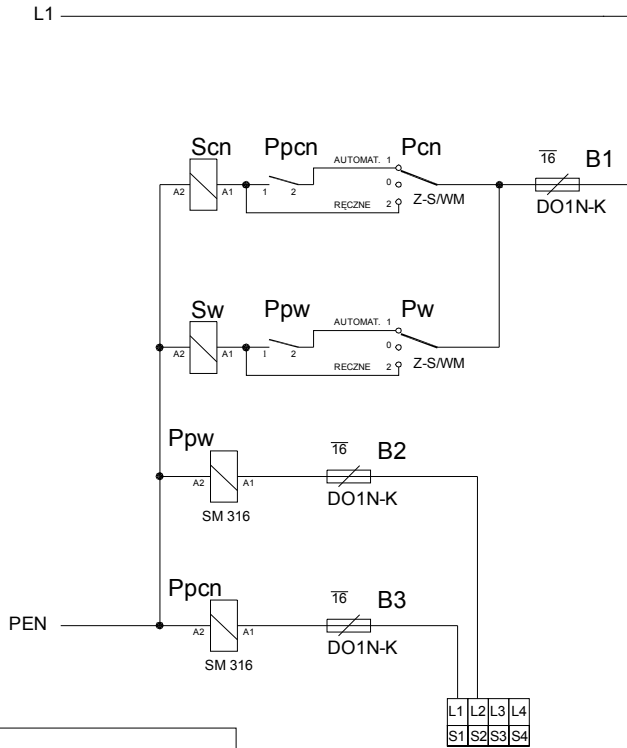 L1
Scn Ppcn Pcn 16 B1
AUTOMAT. 1
A2 A1 1 2 0 Z-S/WM DO1N-K
RĘCZNE 2
Sw Ppw Pw
AUTOMAT. 1
A2 A1 1 2 0 Z-S/WM
RECZNE 2
Ppw 16 B2
A2 A1
SM 316 DO1N-K
Ppcn 16 B3
PEN A2 A1
SM 316 DO1N-K
L1 L2 L3 L4
S1 S2 S3 S4